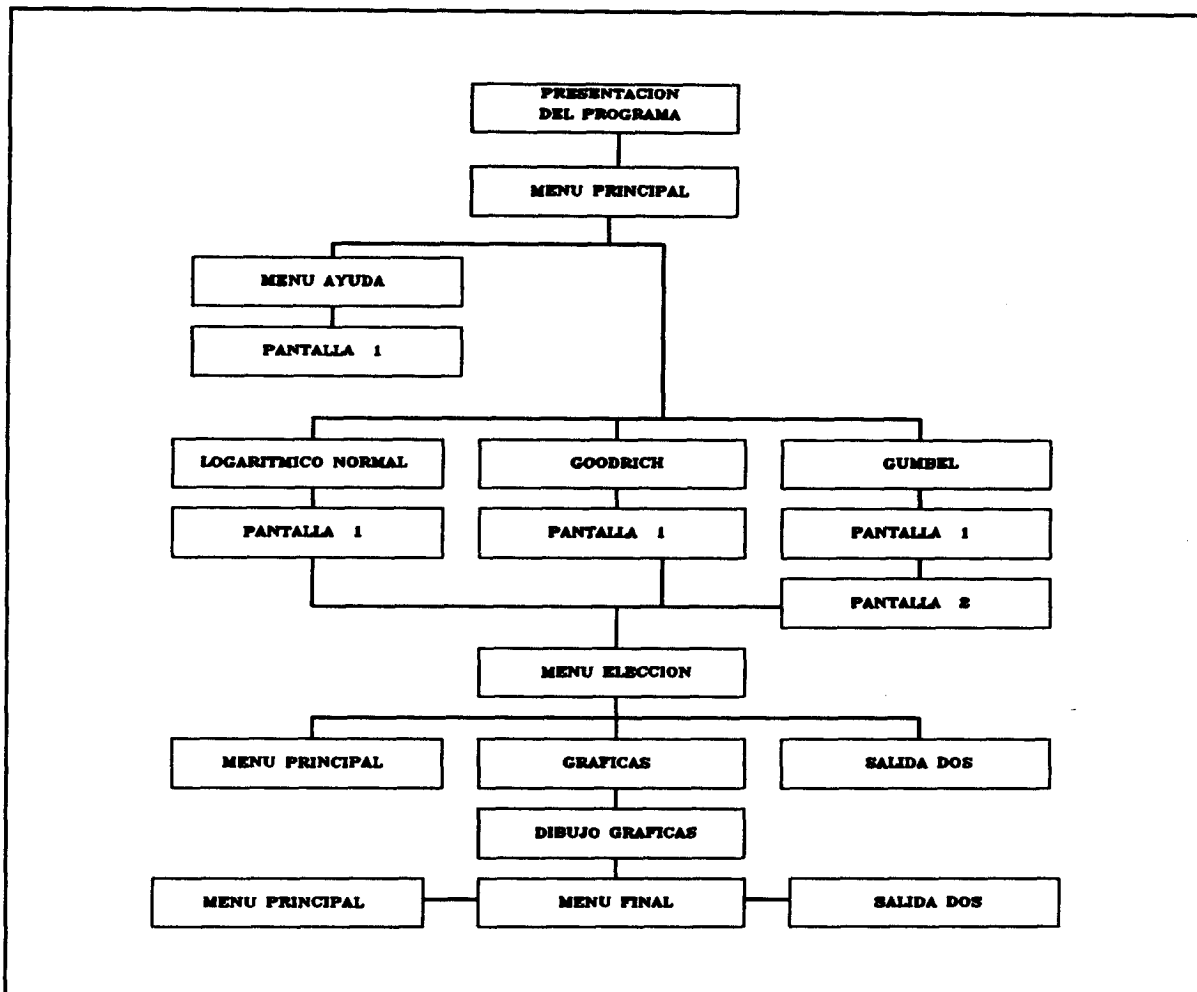 PRESENTACION
DEL PROGRAMA
MENU PRINCIPAL
MENU AYUDA
PANTALLA 1
LOGARITMICO NORMAL
GOODRICH
GUMBEL
PANTALLA 1
PANTALLA 1
PANTALLA 1
PANTALLA 2
MENU ELECCION
MENU PRINCIPAL
GRAFICAS
SALIDA DOS
DIBUJO GRAFICAS
MENU PRINCIPAL
MENU FINAL
SALIDA DOS